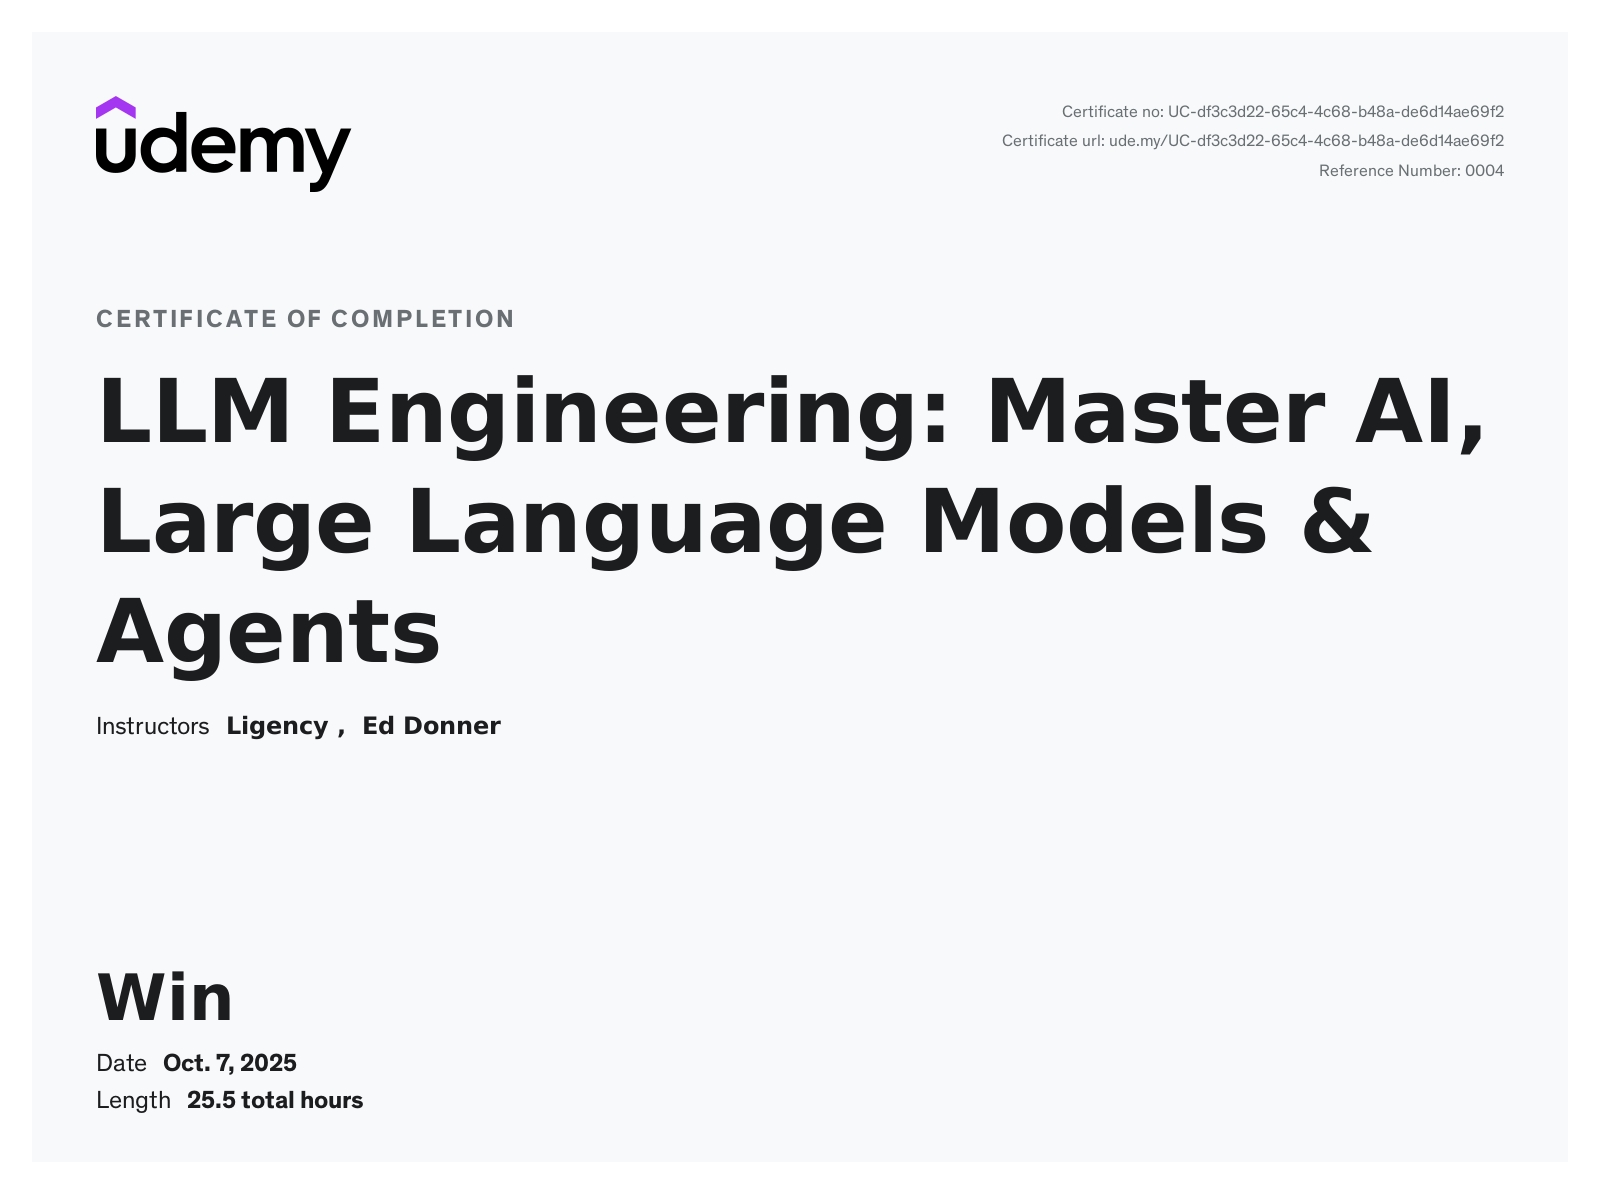 udemy
Certificate no: UC-df3c3d22-65c4-4c68-b48a-de6d14ae69f2
Certificate url: ude.my/UC-df3c3d22-65c4-4c68-b48a-de6d14ae69f2
Reference Number: 0004
CERTIFICATE OF COMPLETION
LLM Engineering: Master AI,
Large Language Models &
Agents
Instructors Ligency , Ed Donner
Win
Date Oct. 7, 2025
Length 25.5 total hours